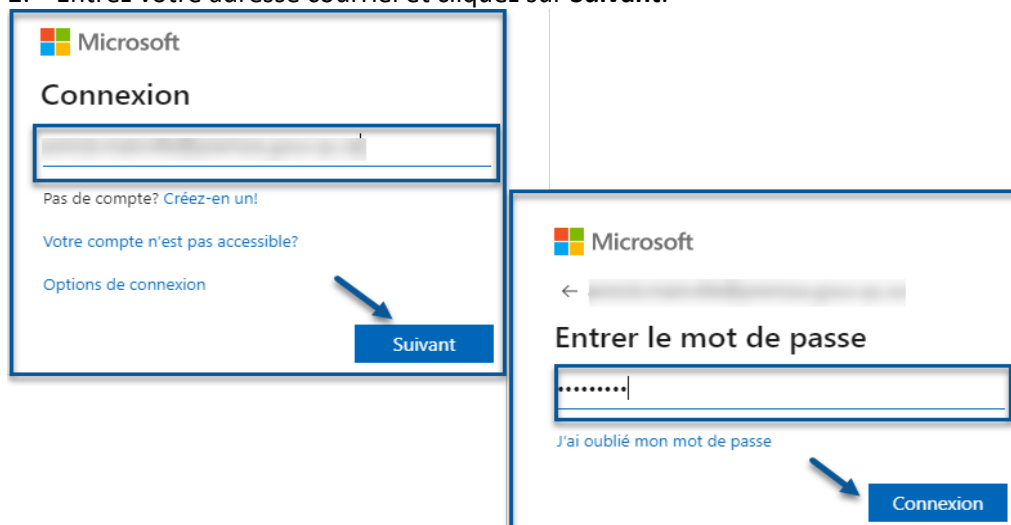 2. Entrez votre adresse courriel et cliquez sur Suivant.
Microsoft
Connexion
Pas de compte? Créez-en un!
Votre compte n'est pas accessible?
Options de connexion
Suivant
Microsoft
←
Entrer le mot de passe
•••••••••
J'ai oublié mon mot de passe
Connexion